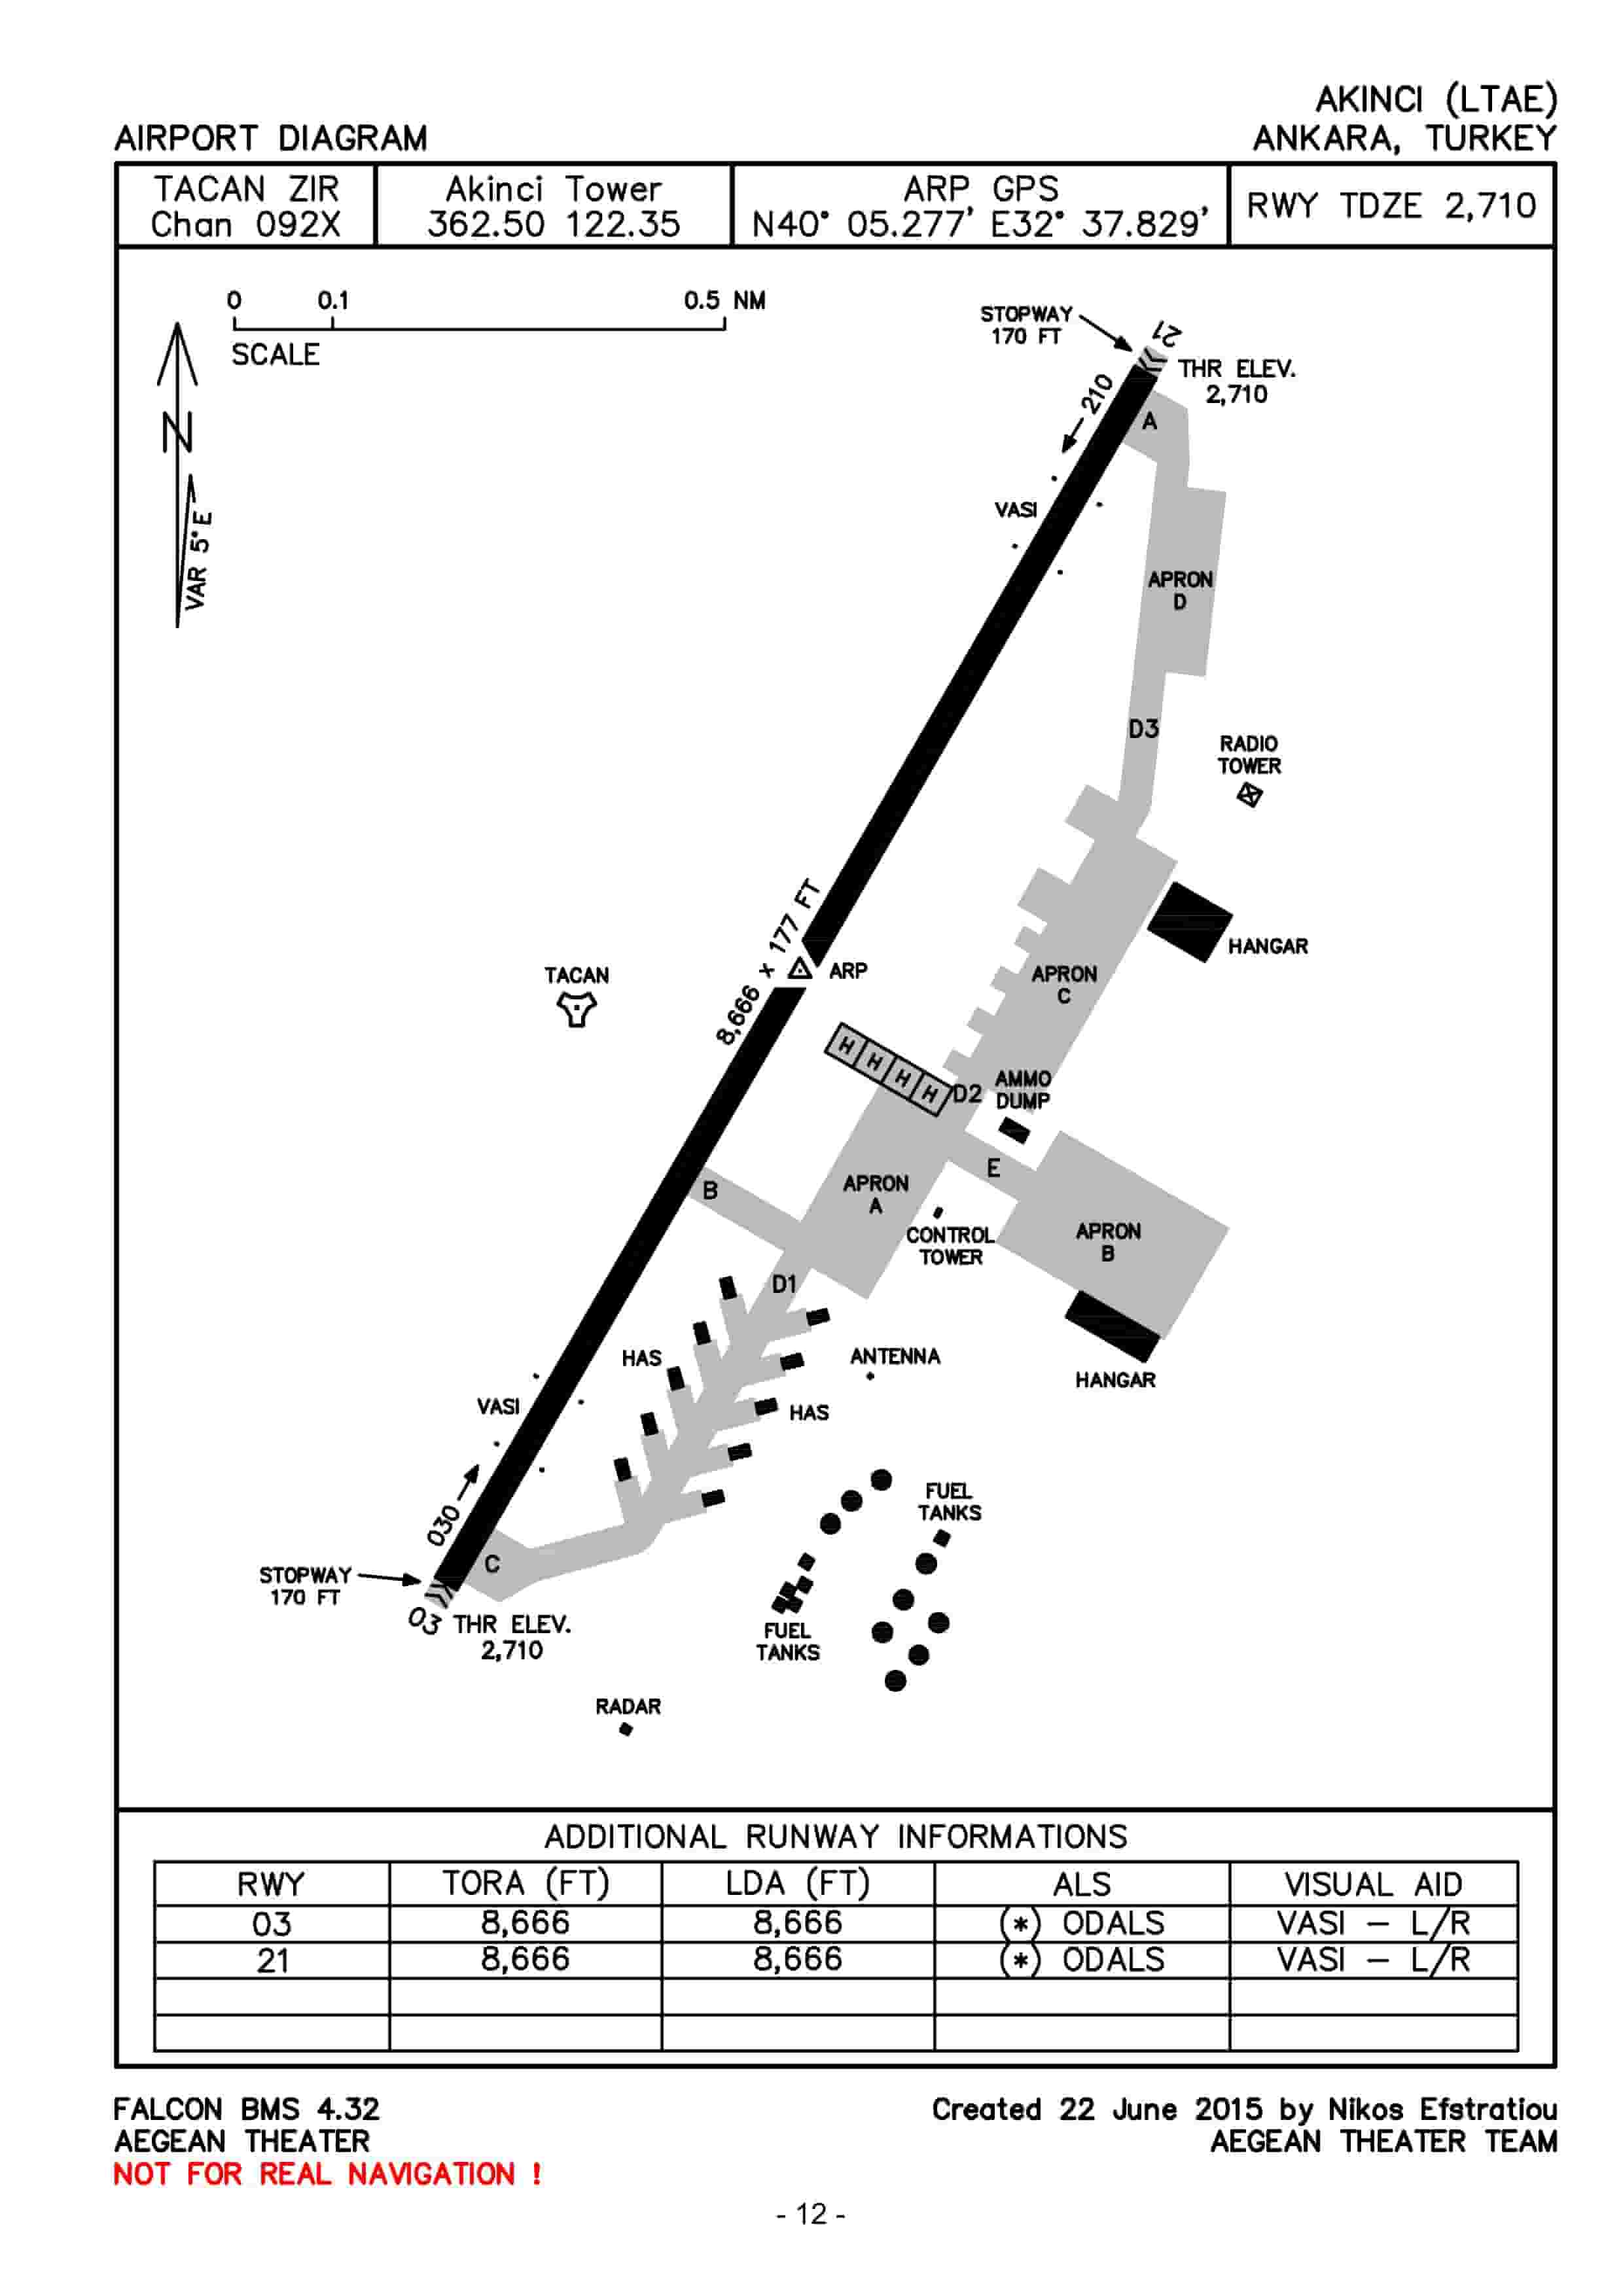 AKINCI (LTAE)
AIRPORT DIAGRAM
ANKARA, TURKEY
TACAN ZIR
Chan 092X
Akinci Tower
362.50 122.35
ARP GPS
N40° 05.277' E32° 37.829'
RWY TDZE 2,710
0 0.1 0.5 NM
SCALE
N
VAR 5°E
STOPWAY
170 FT
21
THR ELEV.
2,710
210
A
VASI
APRON
D
D3
RADIO
TOWER
HANGAR
8,666 x 177 FT
ARP
TACAN
APRON
C
H H H H
D2
AMMO
DUMP
E
B
APRON
A
CONTROL
TOWER
APRON
B
D1
HAS
ANTENNA
HANGAR
VASI
HAS
FUEL
TANKS
030
C
STOPWAY
170 FT
03
THR ELEV.
2,710
FUEL
TANKS
RADAR
ADDITIONAL RUNWAY INFORMATIONS
RWY TORA (FT) LDA (FT) ALS VISUAL AID
03 8,666 8,666 (*) ODALS VASI – L/R
21 8,666 8,666 (*) ODALS VASI – L/R
FALCON BMS 4.32
AEGEAN THEATER
NOT FOR REAL NAVIGATION !
Created 22 June 2015 by Nikos Efstratiou
AEGEAN THEATER TEAM
- 12 -